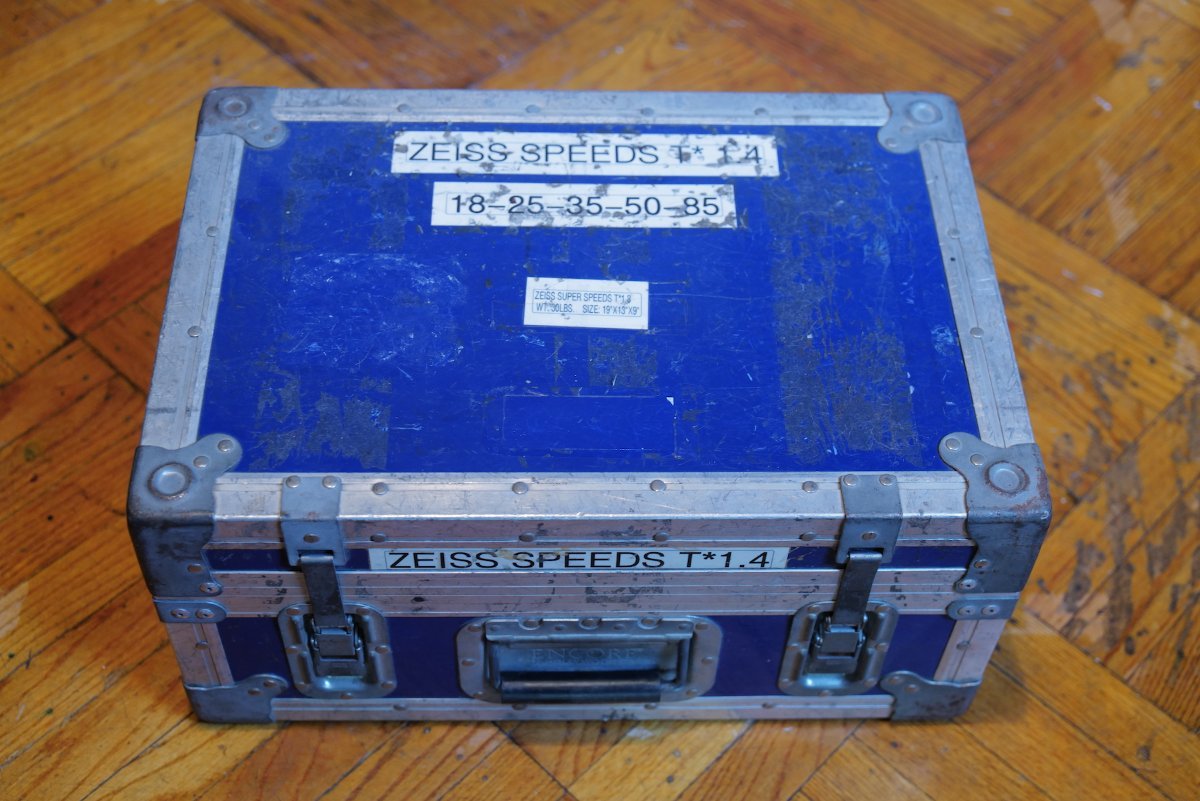 ZEISS SPEEDS T* 1.4
18-25-35-50-85
ZEISS SUPER SPEEDS T*1.3
WT. 30LBS. SIZE: 19"X13"X9"
ZEISS SPEEDS T*1.4
ENCORE